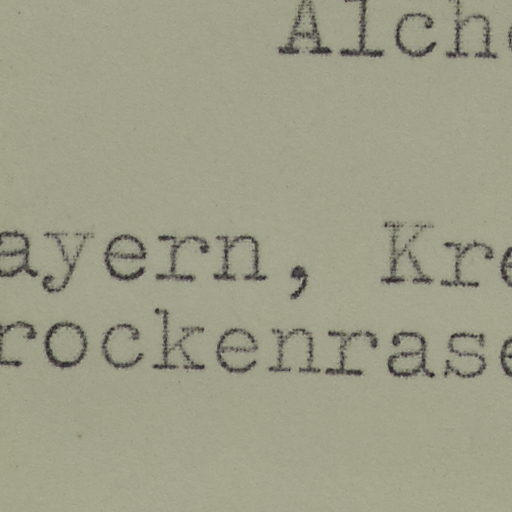 Alch
ayern, Kre
rockenrase